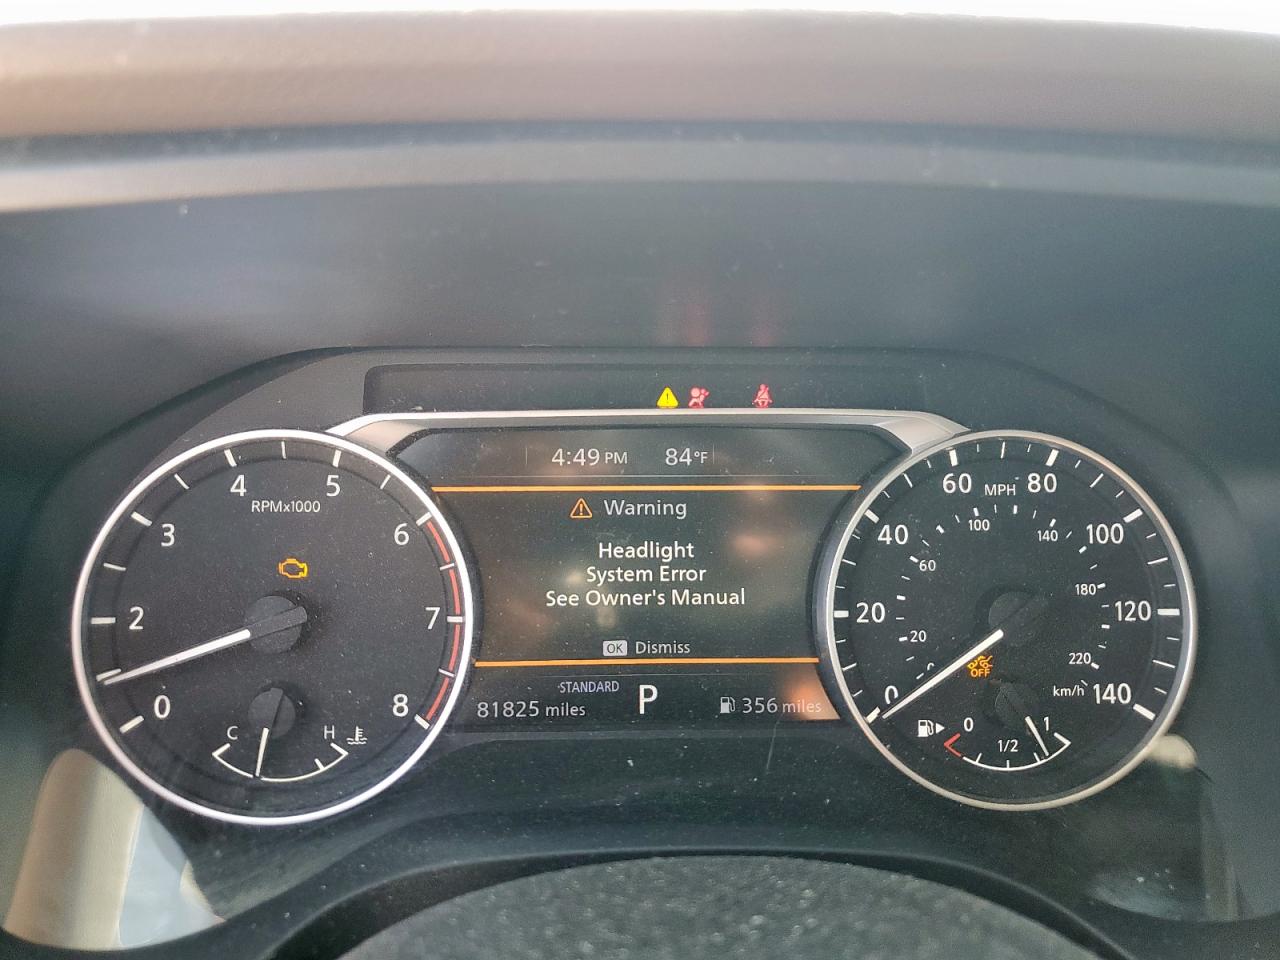 4:49 PM 84°F
Warning
Headlight
System Error
See Owner's Manual
OK Dismiss
STANDARD
81825 miles P 356 miles
0
2
3
4
5
6
7
8
RPMx1000
C H
0
20
40
60
80
100
120
140
MPH
0
20
60
100
140
180
220
km/h
OFF
0 1/2 1